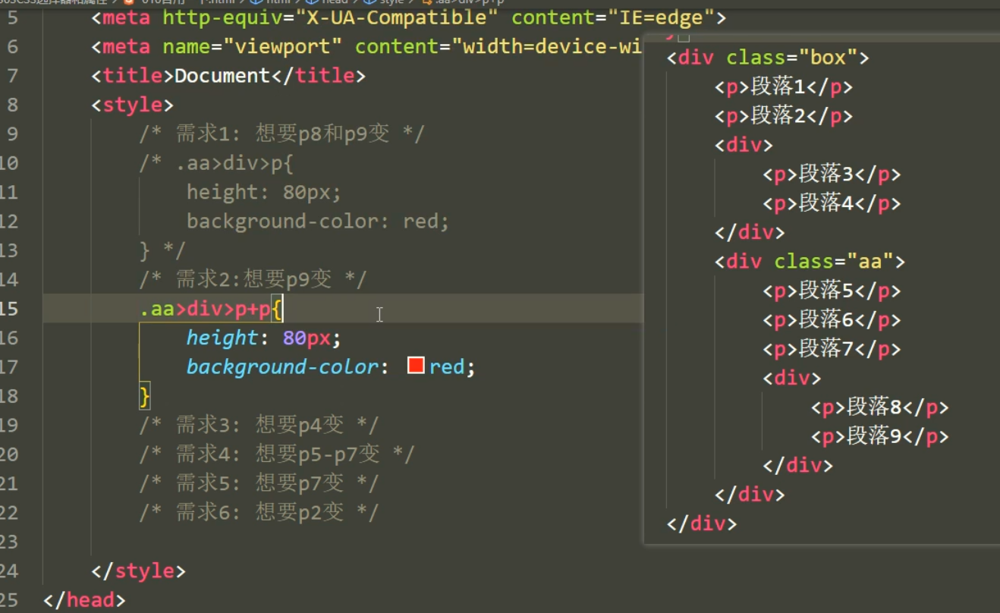 5 <meta http-equiv="X-UA-Compatible" content="IE=edge">
6 <meta name="viewport" content="width=device-wi
7 <title>Document</title>
8 <style>
9 /* 需求1: 想要p8和p9变 */
10 /* .aa>div>p{
11 height: 80px;
12 background-color: red;
13 } */
14 /* 需求2:想要p9变 */
15 .aa>div>p+p{
16 height: 80px;
17 background-color: red;
18 }
19 /* 需求3: 想要p4变 */
20 /* 需求4: 想要p5-p7变 */
21 /* 需求5: 想要p7变 */
22 /* 需求6: 想要p2变 */
23
24 </style>
25 </head>
<div class="box">
<p>段落1</p>
<p>段落2</p>
<div>
<p>段落3</p>
<p>段落4</p>
</div>
<div class="aa">
<p>段落5</p>
<p>段落6</p>
<p>段落7</p>
<div>
<p>段落8</p>
<p>段落9</p>
</div>
</div>
</div>